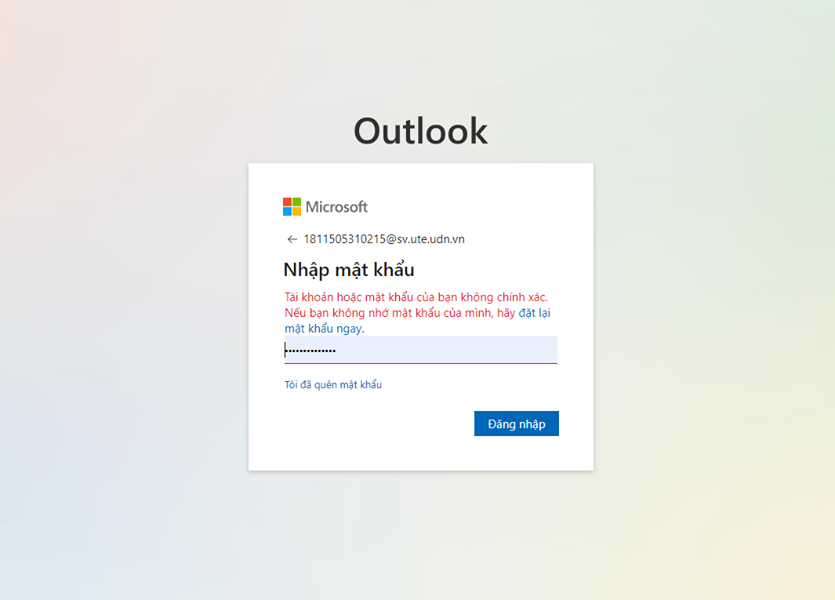 Outlook
Microsoft
1811505310215@sv.ute.udn.vn
Nhập mật khẩu
Tài khoản hoặc mật khẩu của bạn không chính xác.
Nếu bạn không nhớ mật khẩu của mình, hãy đặt lại
mật khẩu ngay.
Tôi đã quên mật khẩu
Đăng nhập